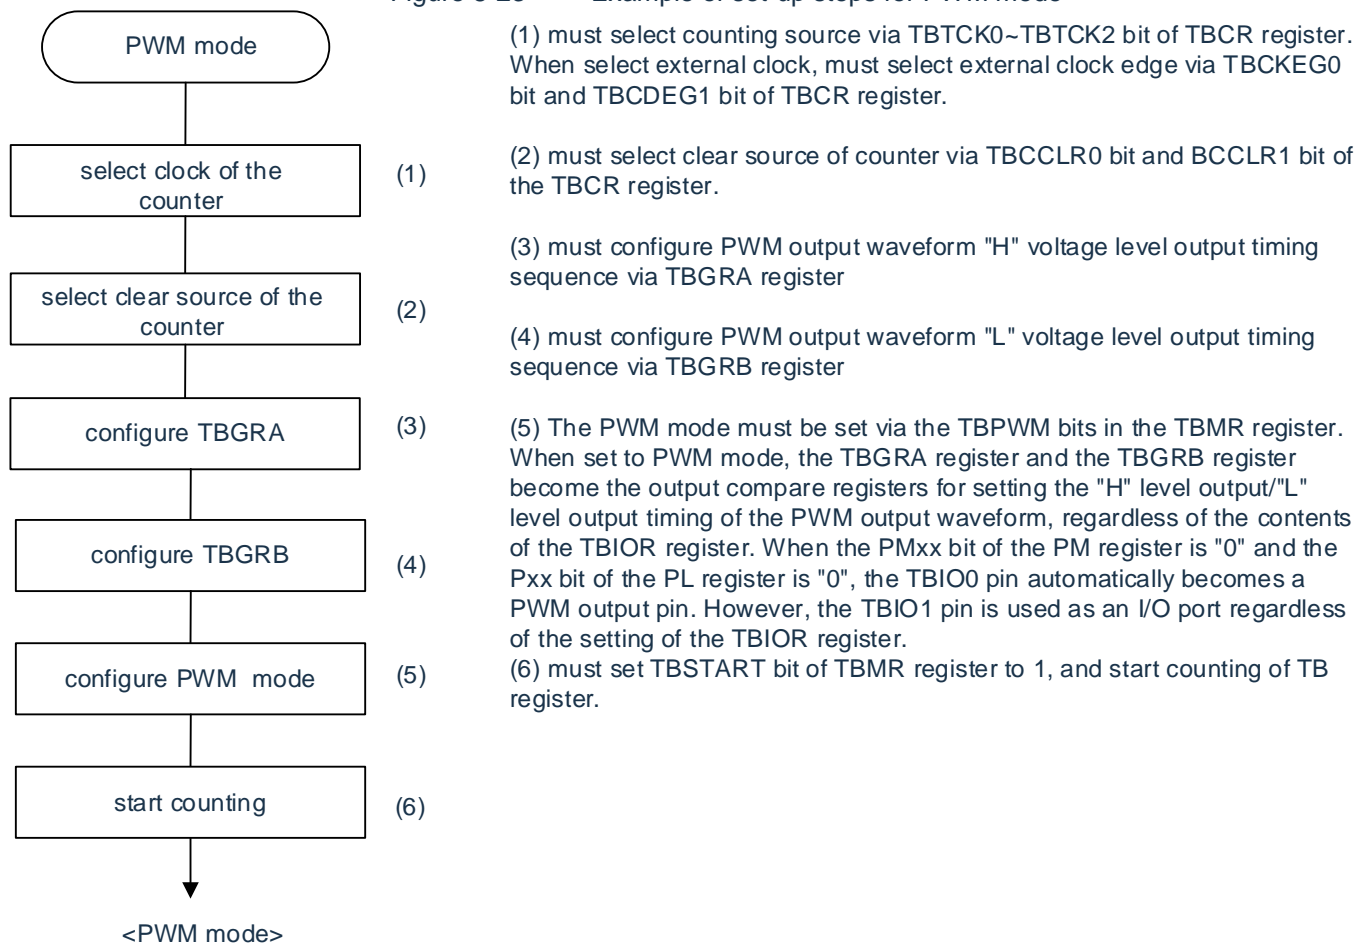 PWM mode
select clock of the
counter
(1)
select clear source of the
counter
(2)
configure TBGRA
(3)
configure TBGRB
(4)
configure PWM  mode
(5)
start counting
(6)
<PWM mode>
(1) must select counting source via TBTCK0~TBTCK2 bit of TBCR register.
When select external clock, must select external clock edge via TBCKEG0
bit and TBCDEG1 bit of TBCR register.
(2) must select clear source of counter via TBCCLR0 bit and BCCLR1 bit of
the TBCR register.
(3) must configure PWM output waveform "H" voltage level output timing
sequence via TBGRA register
(4) must configure PWM output waveform "L" voltage level output timing
sequence via TBGRB register
(5) The PWM mode must be set via the TBPWM bits in the TBMR register.
When set to PWM mode, the TBGRA register and the TBGRB register
become the output compare registers for setting the "H" level output/"L"
level output timing of the PWM output waveform, regardless of the contents
of the TBIOR register. When the PMxx bit of the PM register is "0" and the
Pxx bit of the PL register is "0", the TBIO0 pin automatically becomes a
PWM output pin. However, the TBIO1 pin is used as an I/O port regardless
of the setting of the TBIOR register.
(6) must set TBSTART bit of TBMR register to 1, and start counting of TB
register.